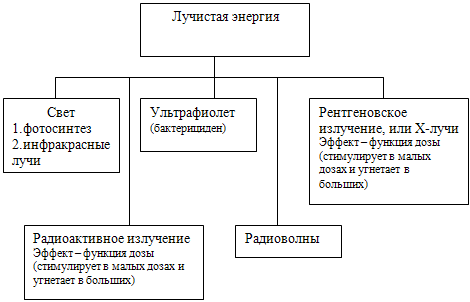 Лучистая энергия
Свет
1.фотосинтез
2.инфракрасные
лучи
Ультрафиолет
(бактерициден)
Рентгеновское
излучение, или X-лучи
Эффект – функция дозы
(стимулирует в малых
дозах и угнетает в
больших)
Радиоактивное излучение
Эффект – функция дозы
(стимулирует в малых дозах и
угнетает в больших)
Радиоволны